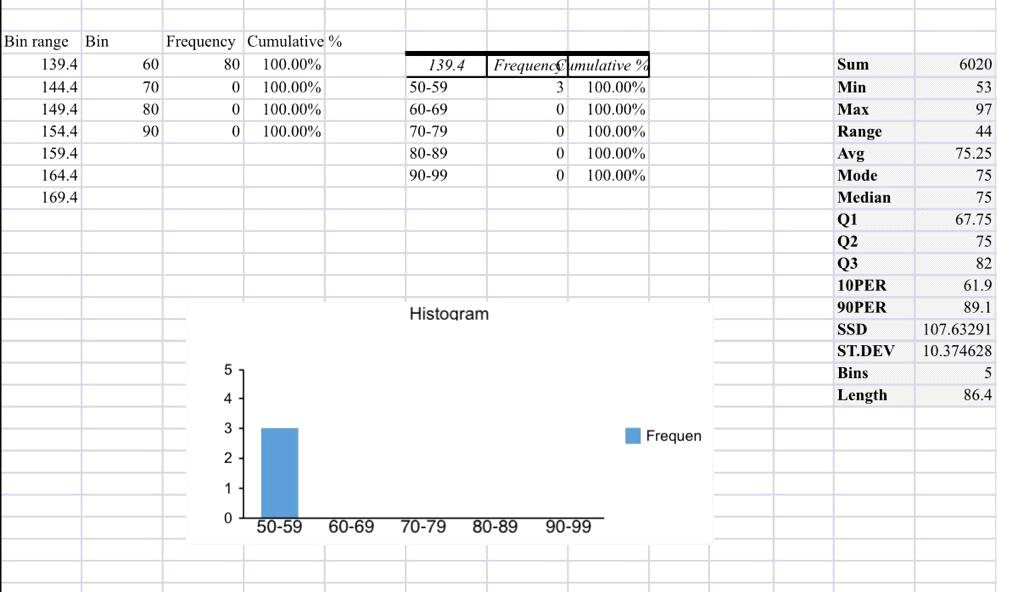 Bin range Bin Frequency Cumulative %
139.4 60 80 100.00% 139.4 Frequency Cumulative % Sum 6020
144.4 70 0 100.00% 50-59 3 100.00% Min 53
149.4 80 0 100.00% 60-69 0 100.00% Max 97
154.4 90 0 100.00% 70-79 0 100.00% Range 44
159.4 80-89 0 100.00% Avg 75.25
164.4 90-99 0 100.00% Mode 75
169.4 Median 75
Q1 67.75
Q2 75
Q3 82
10PER 61.9
90PER 89.1
SSD 107.63291
ST.DEV 10.374628
Bins 5
Length 86.4
Histogram
5
4
3
2
1
0
50-59 60-69 70-79 80-89 90-99
Frequen